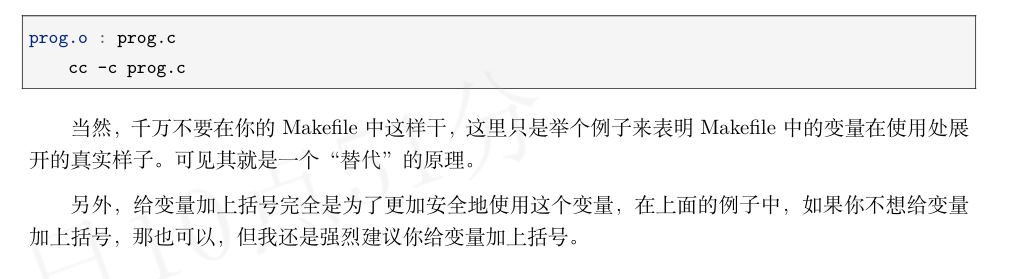 prog.o : prog.c
cc -c prog.c
当然，千万不要在你的 Makefile 中这样干，这里只是举个例子来表明 Makefile 中的变量在使用处展
开的真实样子。可见其就是一个“替代”的原理。
另外，给变量加上括号完全是为了更加安全地使用这个变量，在上面的例子中，如果你不想给变量
加上括号，那也可以，但我还是强烈建议你给变量加上括号。